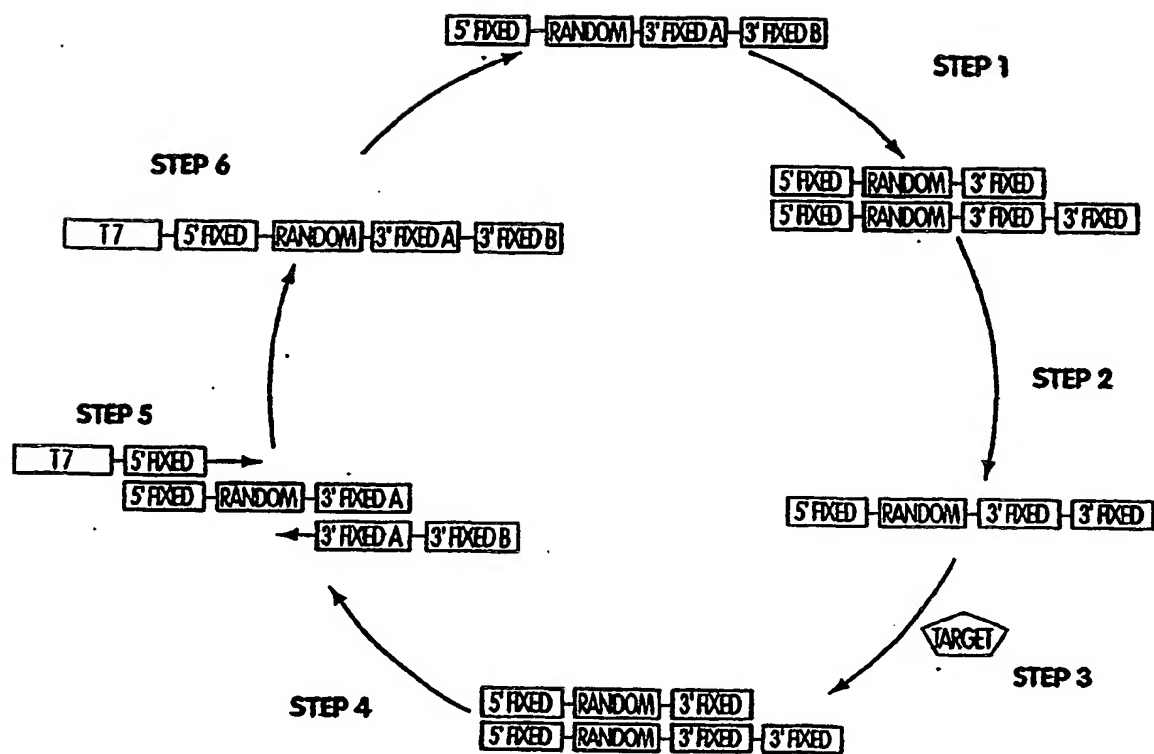 5' FIXED RANDOM 3' FIXED A 3' FIXED B
STEP 1
5' FIXED RANDOM 3' FIXED
5' FIXED RANDOM 3' FIXED 3' FIXED
STEP 2
5' FIXED RANDOM 3' FIXED 3' FIXED
TARGET
STEP 3
5' FIXED RANDOM 3' FIXED
5' FIXED RANDOM 3' FIXED 3' FIXED
STEP 4
STEP 5
T7 5' FIXED
5' FIXED RANDOM 3' FIXED A
3' FIXED A 3' FIXED B
STEP 6
T7 5' FIXED RANDOM 3' FIXED A 3' FIXED B